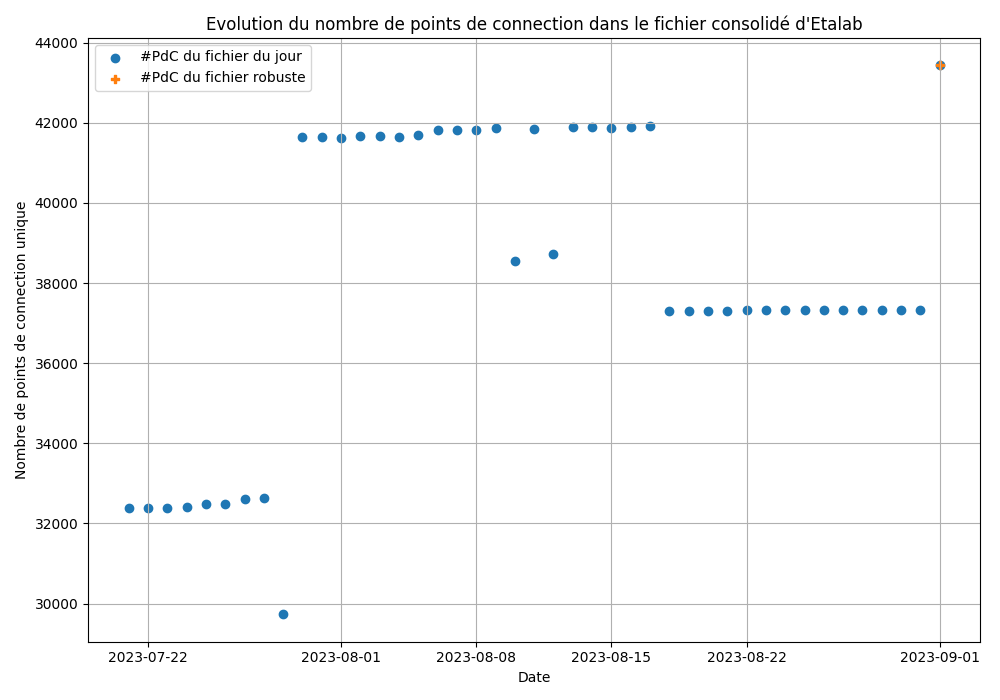 Evolution du nombre de points de connection dans le fichier consolidé d'Etalab
#PdC du fichier du jour
#PdC du fichier robuste
Nombre de points de connection unique
44000
42000
40000
38000
36000
34000
32000
30000
2023-07-22
2023-08-01
2023-08-08
2023-08-15
2023-08-22
2023-09-01
Date